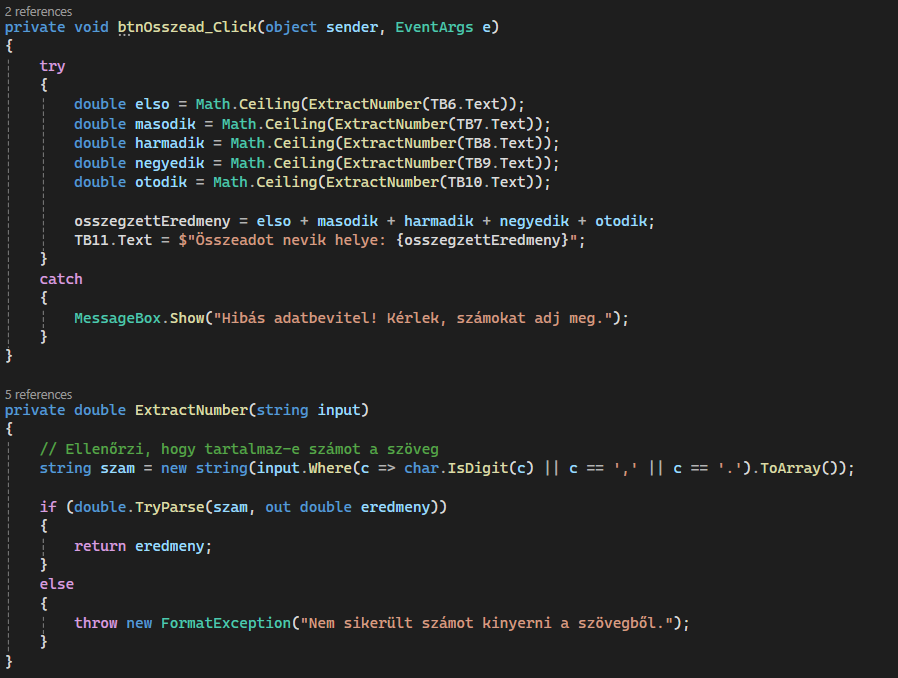 2 references
private void btnOsszead_Click(object sender, EventArgs e)
{
    try
    {
        double elso = Math.Ceiling(ExtractNumber(TB6.Text));
        double masodik = Math.Ceiling(ExtractNumber(TB7.Text));
        double harmadik = Math.Ceiling(ExtractNumber(TB8.Text));
        double negyedik = Math.Ceiling(ExtractNumber(TB9.Text));
        double otodik = Math.Ceiling(ExtractNumber(TB10.Text));

        osszegzettEredmeny = elso + masodik + harmadik + negyedik + otodik;
        TB11.Text = $"Összeadot nevik helye: {osszegzettEredmeny}";
    }
    catch
    {
        MessageBox.Show("Hibás adatbevitel! Kérlek, számokat adj meg.");
    }
}

5 references
private double ExtractNumber(string input)
{
    // Ellenőrzi, hogy tartalmaz-e számot a szöveg
    string szam = new string(input.Where(c => char.IsDigit(c) || c == ',' || c == '.').ToArray());

    if (double.TryParse(szam, out double eredmeny))
    {
        return eredmeny;
    }
    else
    {
        throw new FormatException("Nem sikerült számot kinyerni a szövegből.");
    }
}